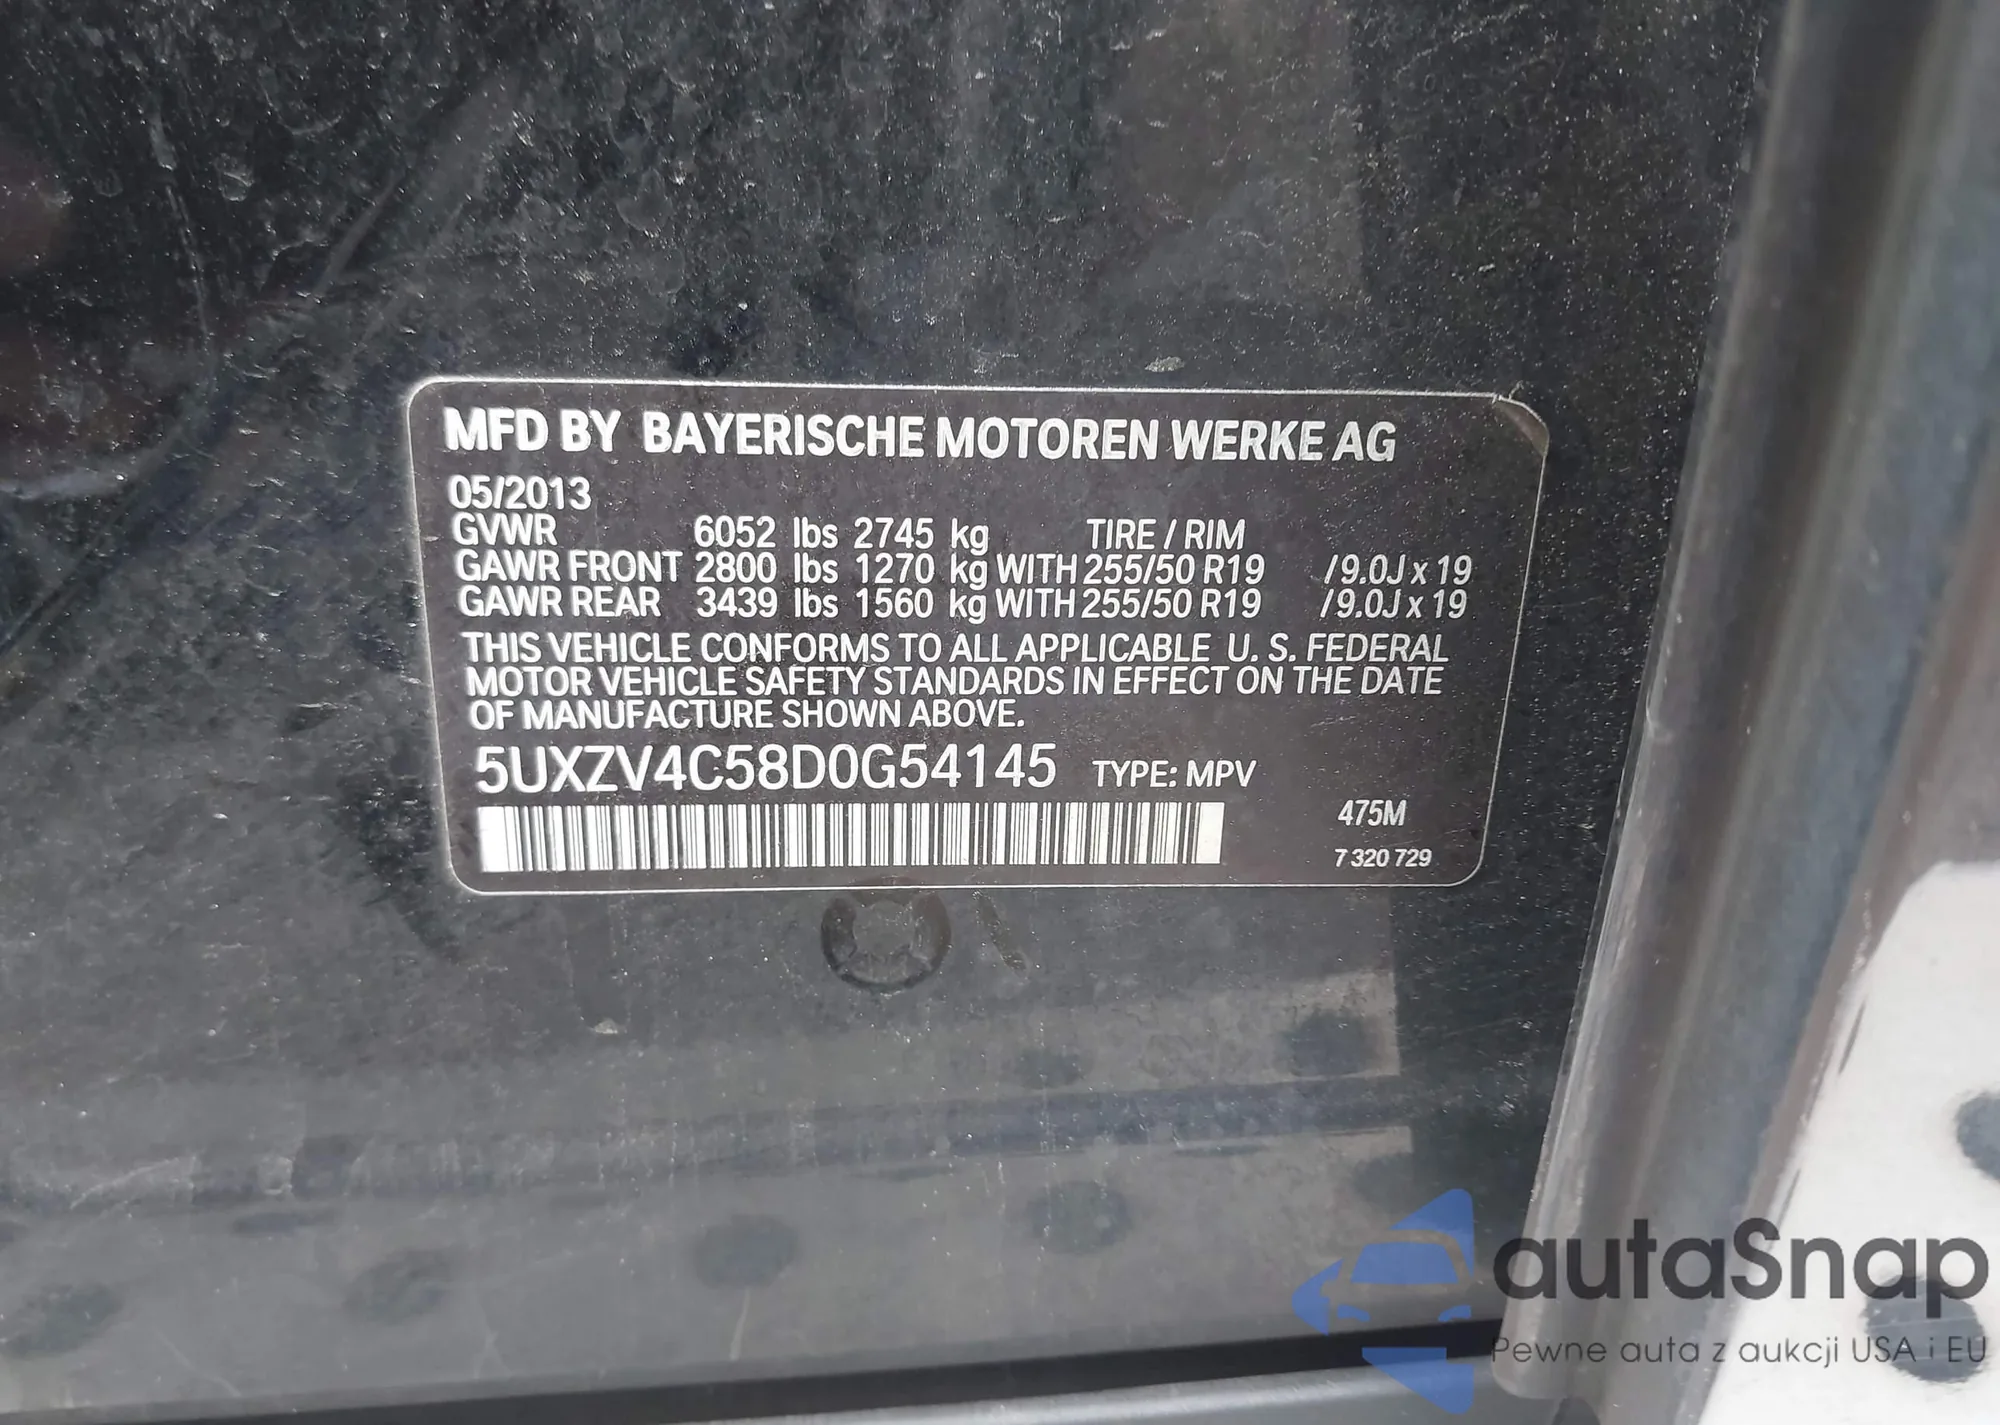 MFD BY BAYERISCHE MOTOREN WERKE AG
05/2013
GVWR 6052 lbs 2745 kg TIRE / RIM
GAWR FRONT 2800 lbs 1270 kg WITH 255/50 R19 /9.0J x 19
GAWR REAR 3439 lbs 1560 kg WITH 255/50 R19 /9.0J x 19
THIS VEHICLE CONFORMS TO ALL APPLICABLE U. S. FEDERAL
MOTOR VEHICLE SAFETY STANDARDS IN EFFECT ON THE DATE
OF MANUFACTURE SHOWN ABOVE.
5UXZV4C58D0G54145 TYPE: MPV
475M
7 320 729
autaSnap
Pewne auta z aukcji USA i EU